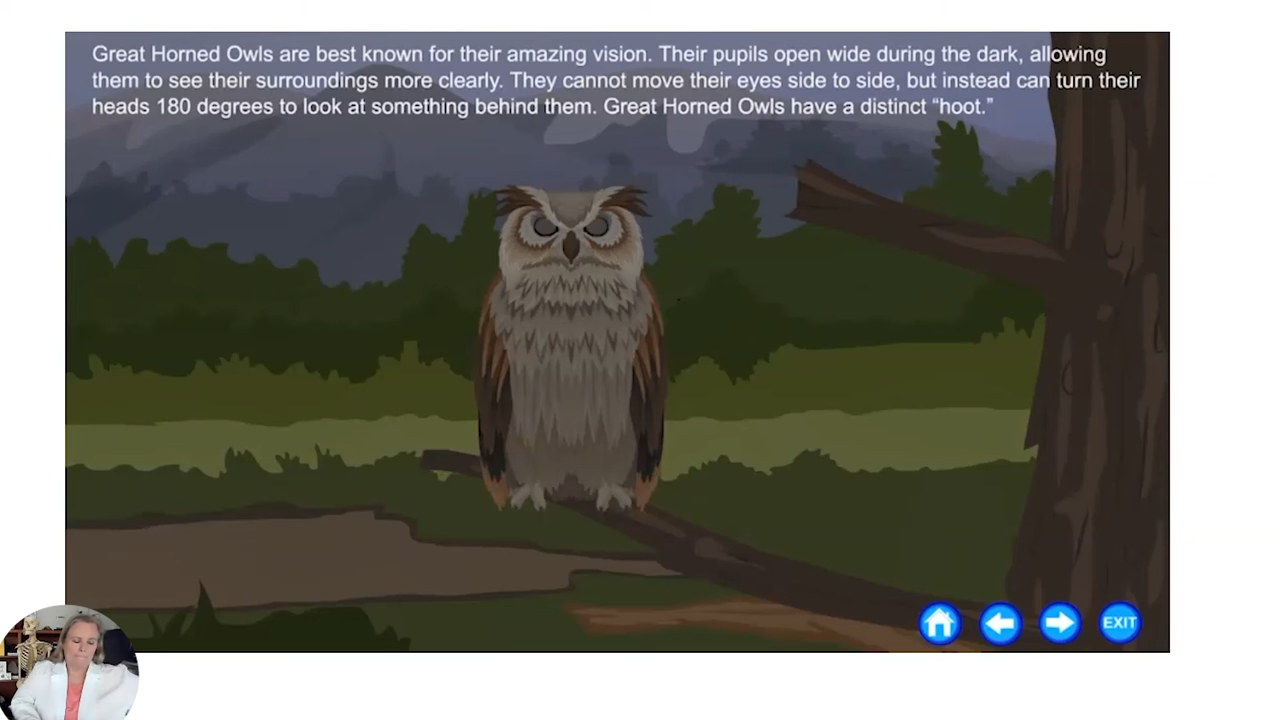 Great Horned Owls are best known for their amazing vision. Their pupils open wide during the dark, allowing
them to see their surroundings more clearly. They cannot move their eyes side to side, but instead can turn their
heads 180 degrees to look at something behind them. Great Horned Owls have a distinct “hoot.”
EXIT